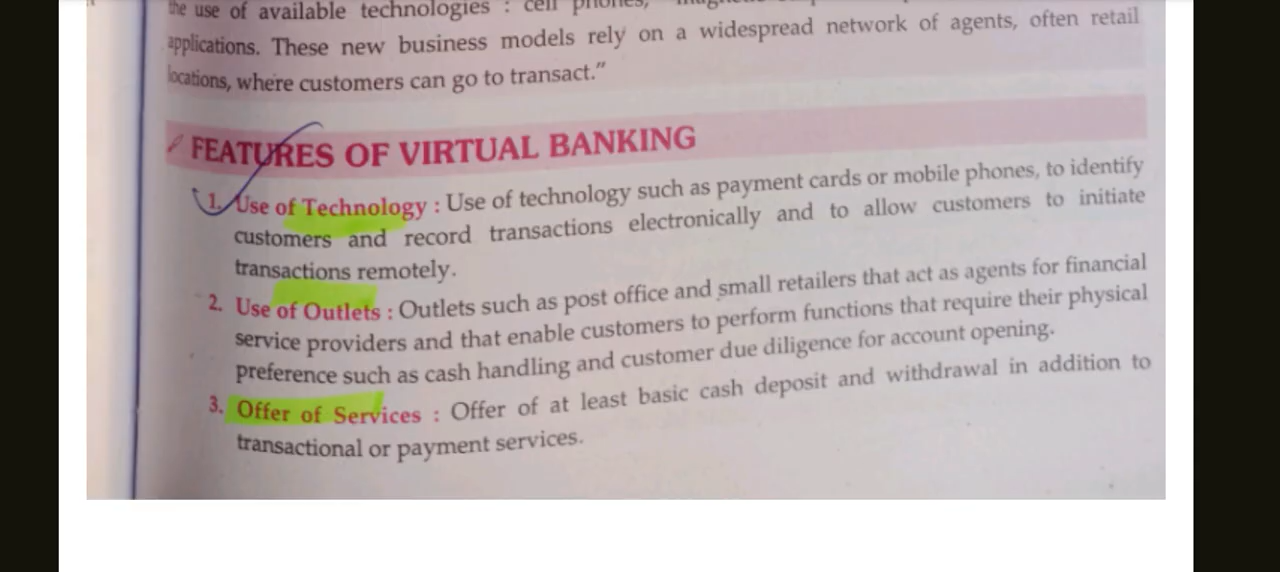 the use of available technologies : cell phones,
applications. These new business models rely on a widespread network of agents, often retail
locations, where customers can go to transact."
FEATURES OF VIRTUAL BANKING
1. Use of Technology : Use of technology such as payment cards or mobile phones, to identify
customers and record transactions electronically and to allow customers to initiate
transactions remotely.
2. Use of Outlets : Outlets such as post office and small retailers that act as agents for financial
service providers and that enable customers to perform functions that require their physical
preference such as cash handling and customer due diligence for account opening.
3. Offer of Services : Offer of at least basic cash deposit and withdrawal in addition to
transactional or payment services.